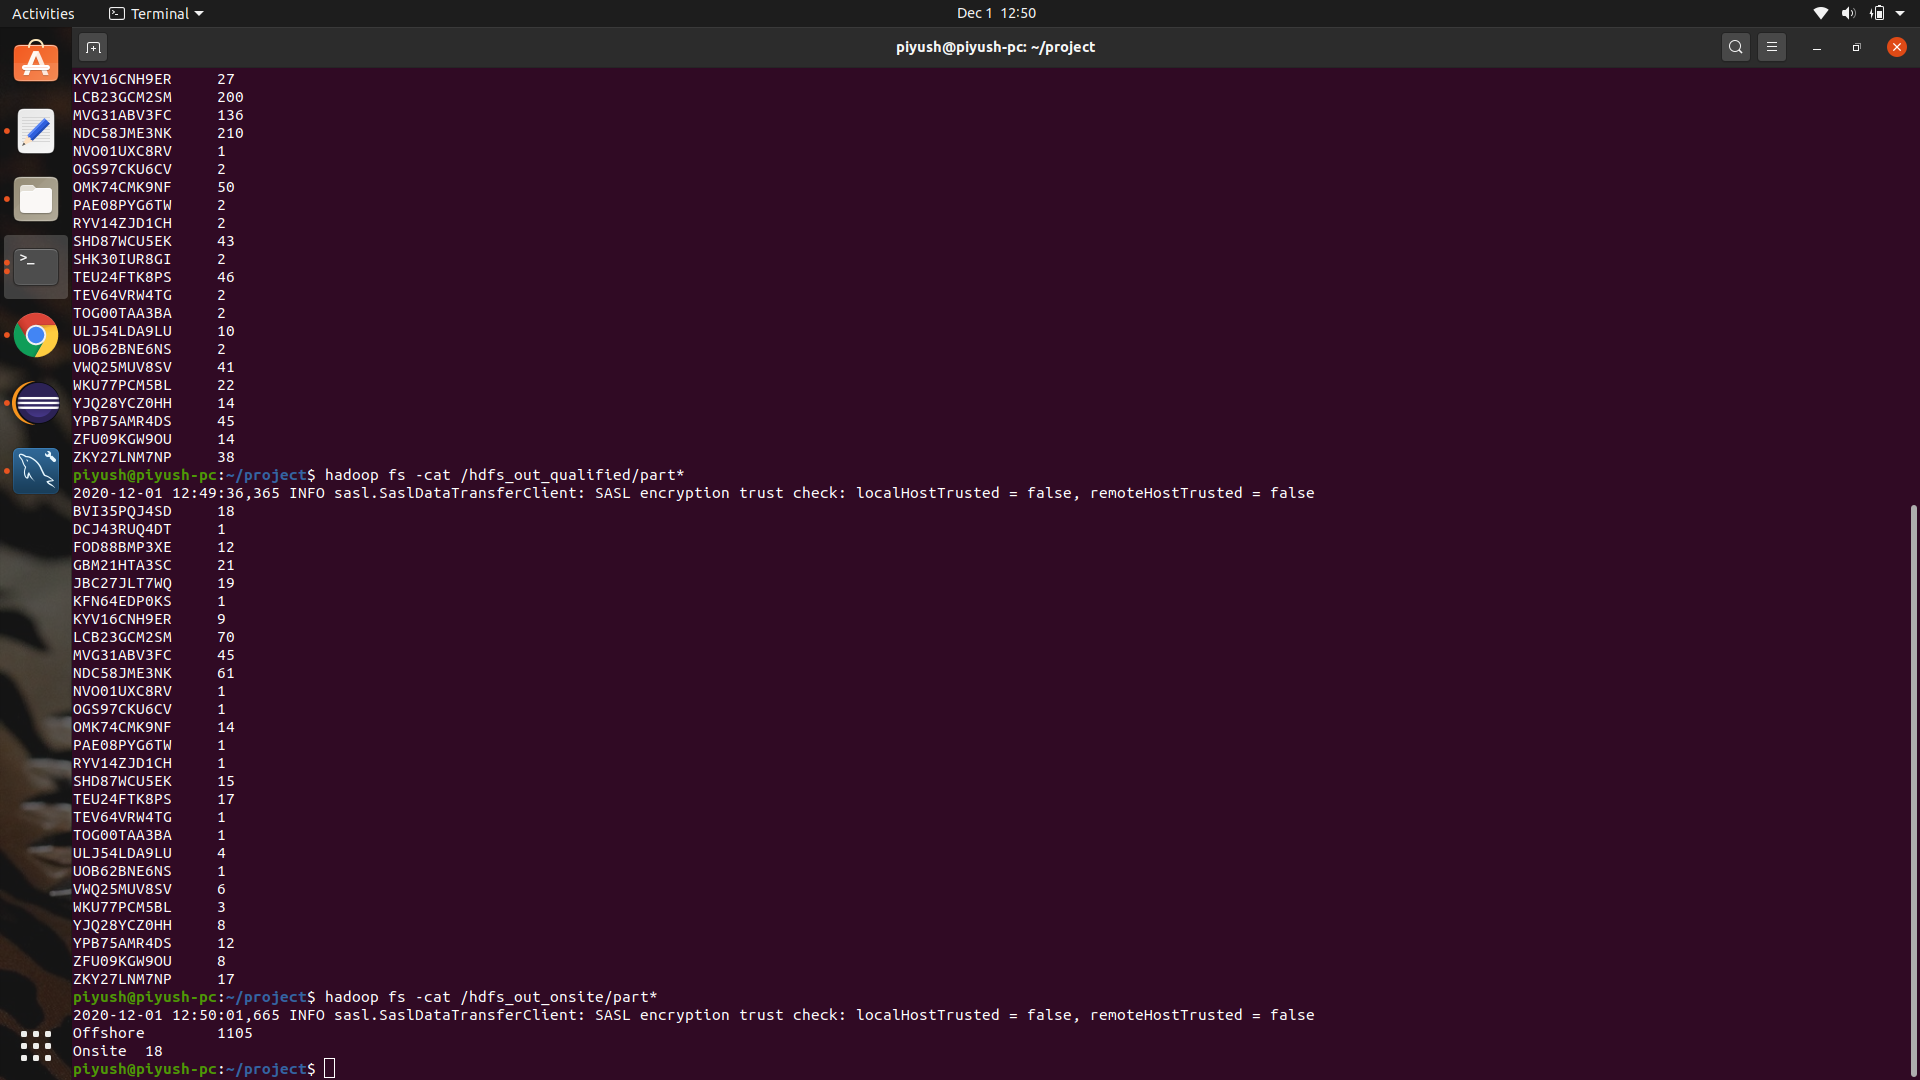 Activities Terminal Dec 1 12:50
piyush@piyush-pc: ~/project
KYV16CNH9ER 27
LCB23GCM2SM 200
MVG31ABV3FC 136
NDC58JME3NK 210
NVO01UXC8RV 1
OGS97CKU6CV 2
OMK74CMK9NF 50
PAE08PYG6TW 2
RYV14ZJD1CH 2
SHD87WCU5EK 43
SHK30IUR8GI 2
TEU24FTK8PS 46
TEV64VRW4TG 2
TOG00TAA3BA 2
ULJ54LDA9LU 10
UOB62BNE6NS 2
VWQ25MUV8SV 41
WKU77PCM5BL 22
YJQ28YCZ0HH 14
YPB75AMR4DS 45
ZFU09KGW9OU 14
ZKY27LNM7NP 38
piyush@piyush-pc:~/project$ hadoop fs -cat /hdfs_out_qualified/part*
2020-12-01 12:49:36,365 INFO sasl.SaslDataTransferClient: SASL encryption trust check: localHostTrusted = false, remoteHostTrusted = false
BVI35PQJ4SD 18
DCJ43RUQ4DT 1
FOD88BMP3XE 12
GBM21HTA3SC 21
JBC27JLT7WQ 19
KFN64EDP0KS 1
KYV16CNH9ER 9
LCB23GCM2SM 70
MVG31ABV3FC 45
NDC58JME3NK 61
NVO01UXC8RV 1
OGS97CKU6CV 1
OMK74CMK9NF 14
PAE08PYG6TW 1
RYV14ZJD1CH 1
SHD87WCU5EK 15
TEU24FTK8PS 17
TEV64VRW4TG 1
TOG00TAA3BA 1
ULJ54LDA9LU 4
UOB62BNE6NS 1
VWQ25MUV8SV 6
WKU77PCM5BL 3
YJQ28YCZ0HH 8
YPB75AMR4DS 12
ZFU09KGW9OU 8
ZKY27LNM7NP 17
piyush@piyush-pc:~/project$ hadoop fs -cat /hdfs_out_onsite/part*
2020-12-01 12:50:01,665 INFO sasl.SaslDataTransferClient: SASL encryption trust check: localHostTrusted = false, remoteHostTrusted = false
Offshore 1105
Onsite 18
piyush@piyush-pc:~/project$